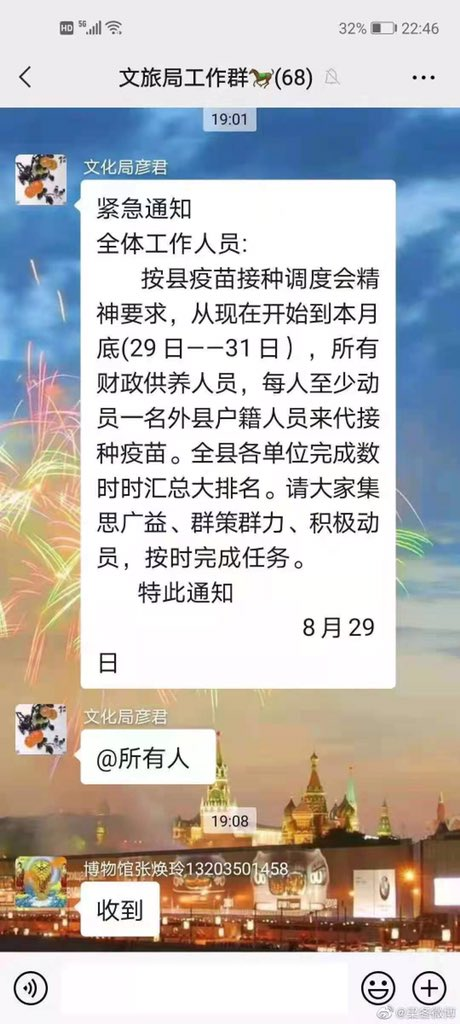 HD 5G 32% 22:46
文旅局工作群🐎(68)
19:01
文化局彦君
紧急通知
全体工作人员:
按县疫苗接种调度会精
神要求，从现在开始到本月
底(29日——31日），所有
财政供养人员，每人至少动
员一名外县户籍人员来代接
种疫苗。全县各单位完成数
时时汇总大排名。请大家集
思广益、群策群力、积极动
员，按时完成任务。
特此通知
8月29
日
文化局彦君
@所有人
19:08
博物馆张焕玲13203501458
收到